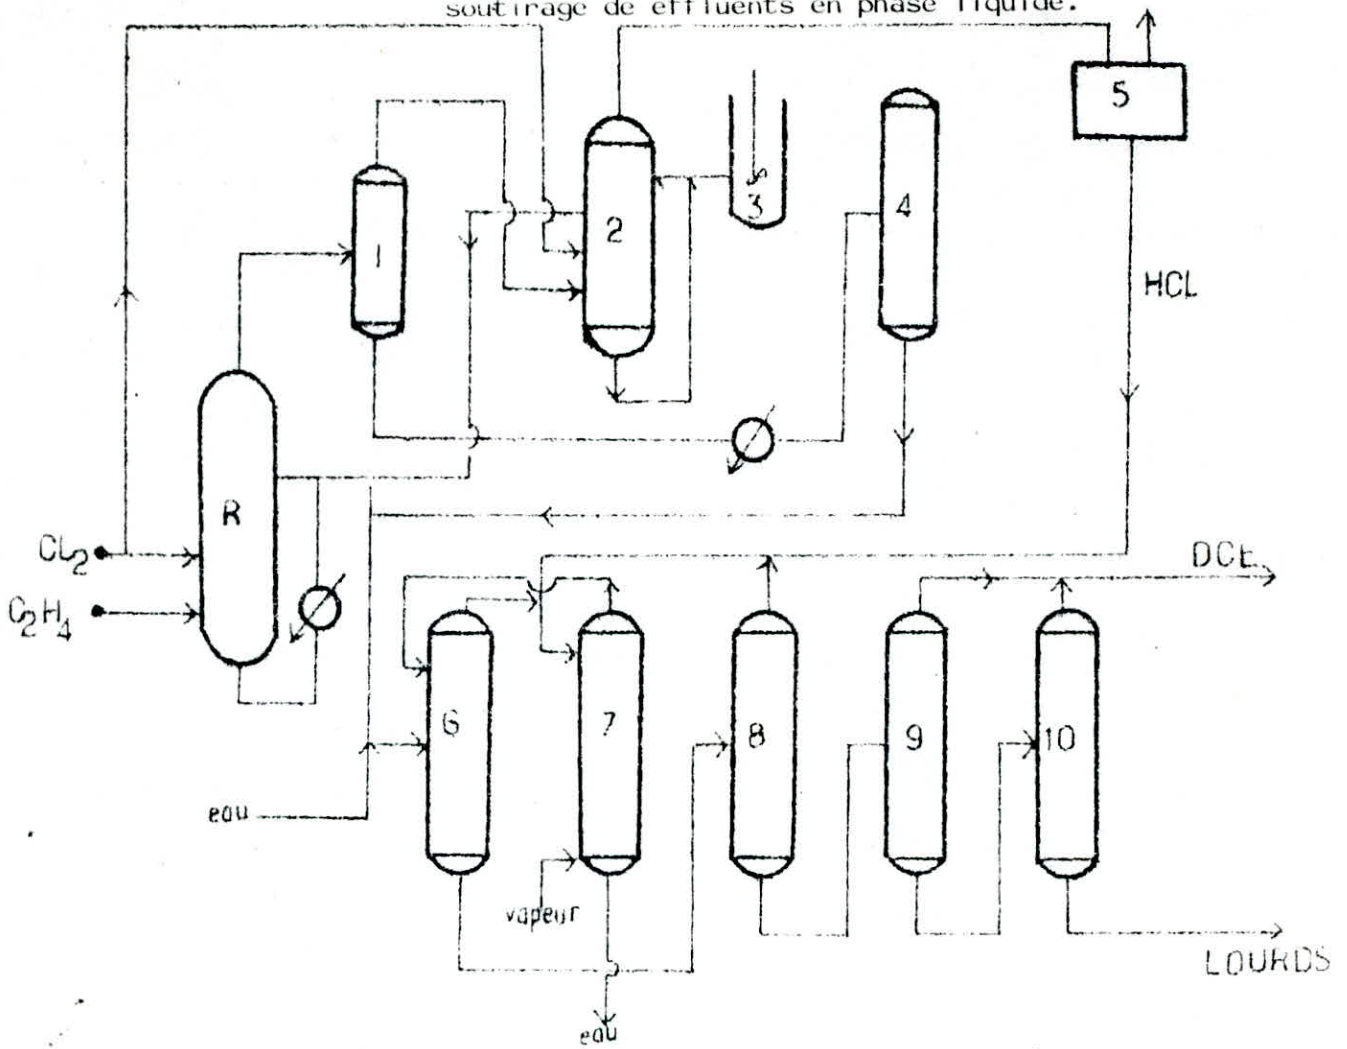 soutirage de effluents en phase liquide.
5
3
4
2
1
HCL
R
CL2
DCE
C2H4
6
7
8
9
10
eau
vapeur
LOURDS
eau